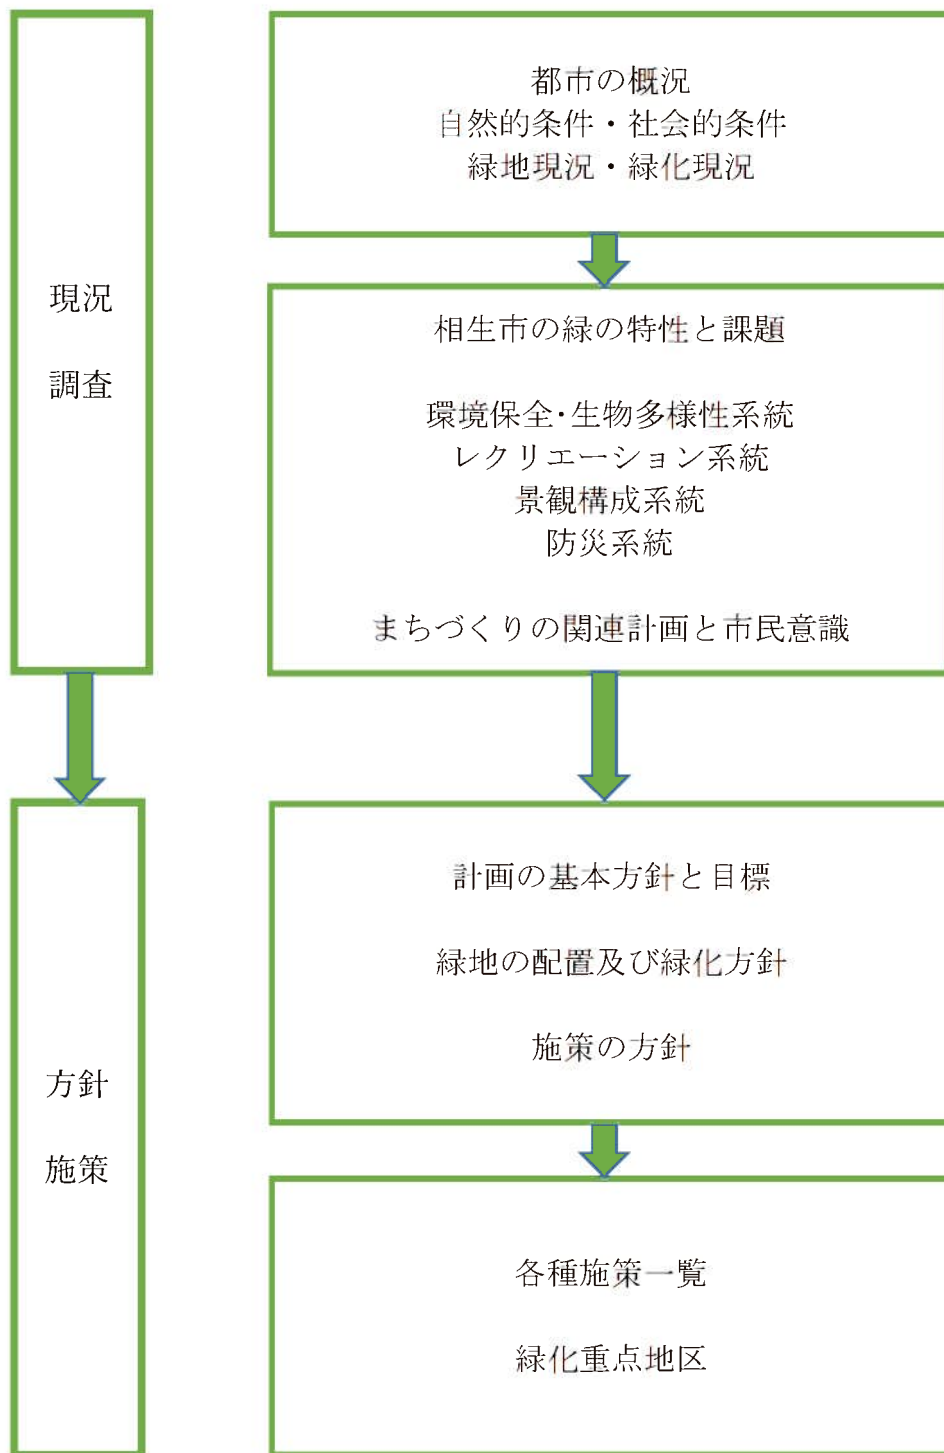 現況
調査
都市の概況
自然的条件・社会的条件
緑地現況・緑化現況
相生市の緑の特性と課題
環境保全・生物多様性系統
レクリエーション系統
景観構成系統
防災系統
まちづくりの関連計画と市民意識
方針
施策
計画の基本方針と目標
緑地の配置及び緑化方針
施策の方針
各種施策一覧
緑化重点地区